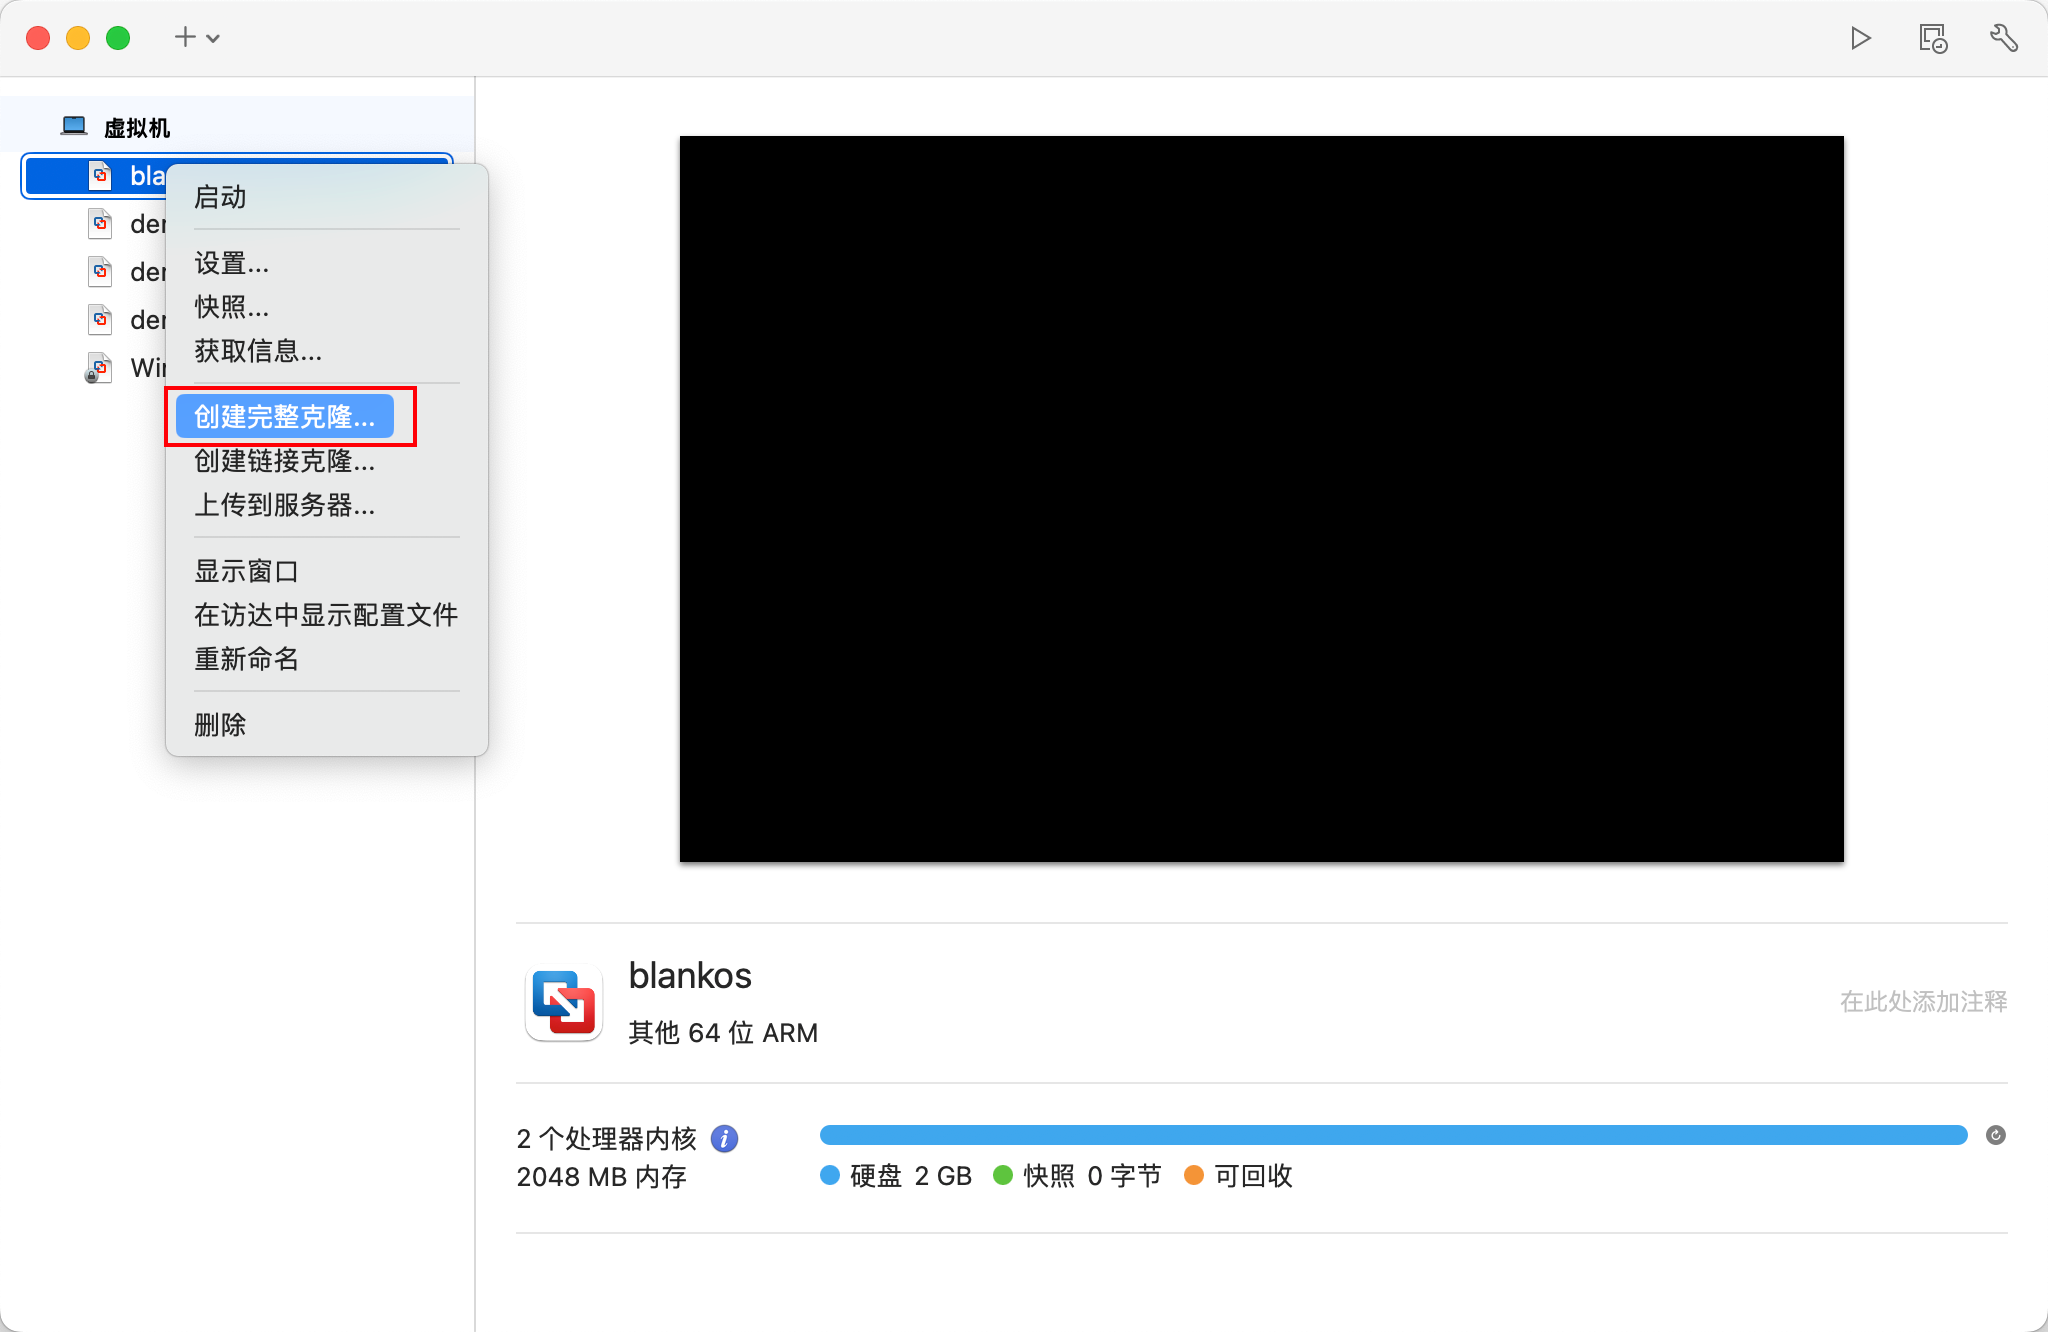 虚拟机
bla
der
der
der
Win
启动
设置...
快照...
获取信息...
创建完整克隆...
创建链接克隆...
上传到服务器...
显示窗口
在访达中显示配置文件
重新命名
删除
blankos
其他 64 位 ARM
在此处添加注释
2 个处理器内核
2048 MB 内存
硬盘 2 GB 快照 0 字节 可回收